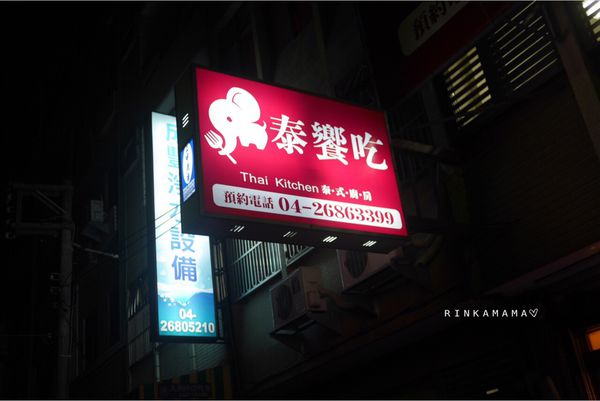 泰饗吃
Thai Kitchen 泰·式·廚·房
預約電話 04-26863399
設備
04-
26805210
RINKAMAMA♡